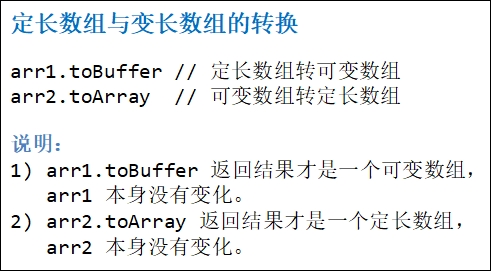 定长数组与变长数组的转换
arr1.toBuffer // 定长数组转可变数组
arr2.toArray  // 可变数组转定长数组
说明:
1) arr1.toBuffer 返回结果才是一个可变数组，
arr1 本身没有变化。
2) arr2.toArray 返回结果才是一个定长数组，
arr2 本身没有变化。